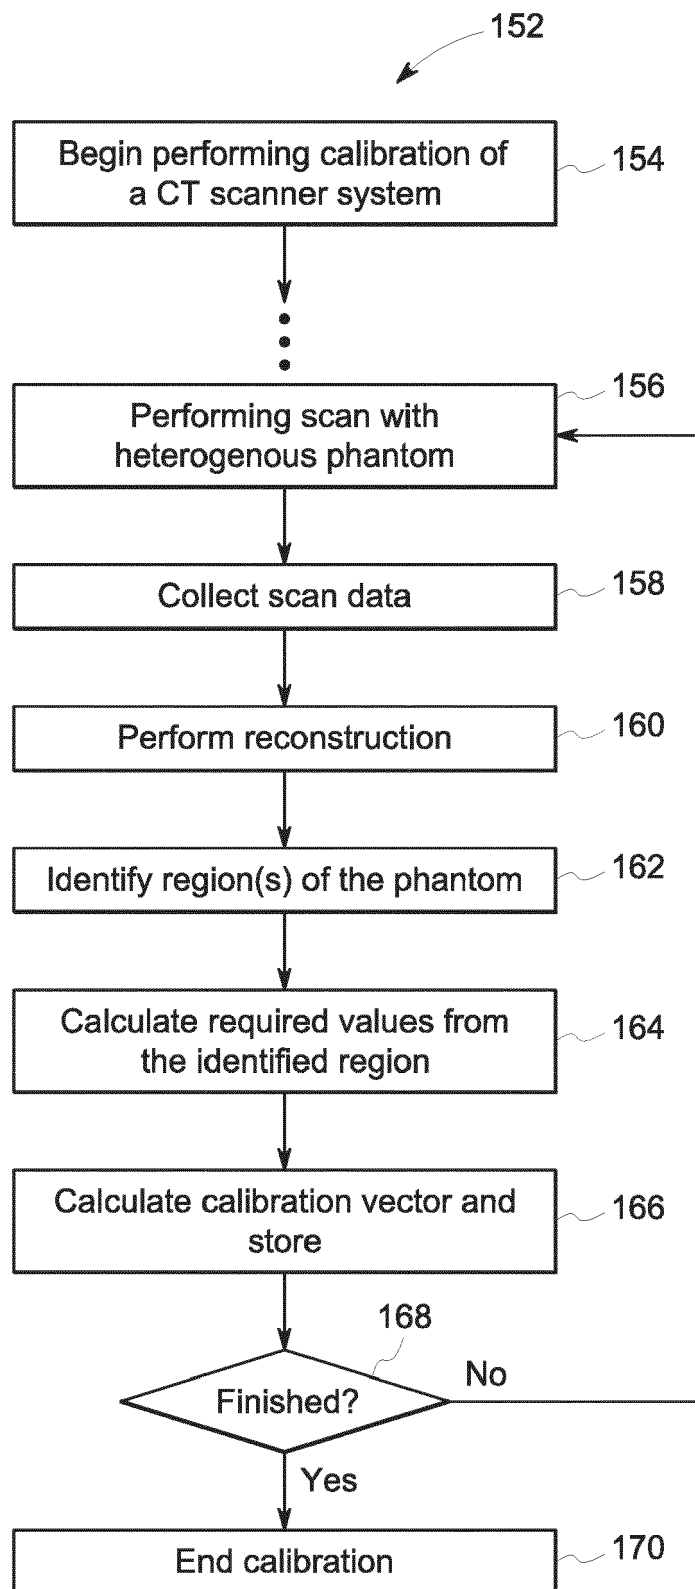 152
Begin performing calibration of
a CT scanner system
154
Performing scan with
heterogenous phantom
156
Collect scan data
158
Perform reconstruction
160
Identify region(s) of the phantom
162
Calculate required values from
the identified region
164
Calculate calibration vector and
store
166
168
Finished?
No
Yes
End calibration
170